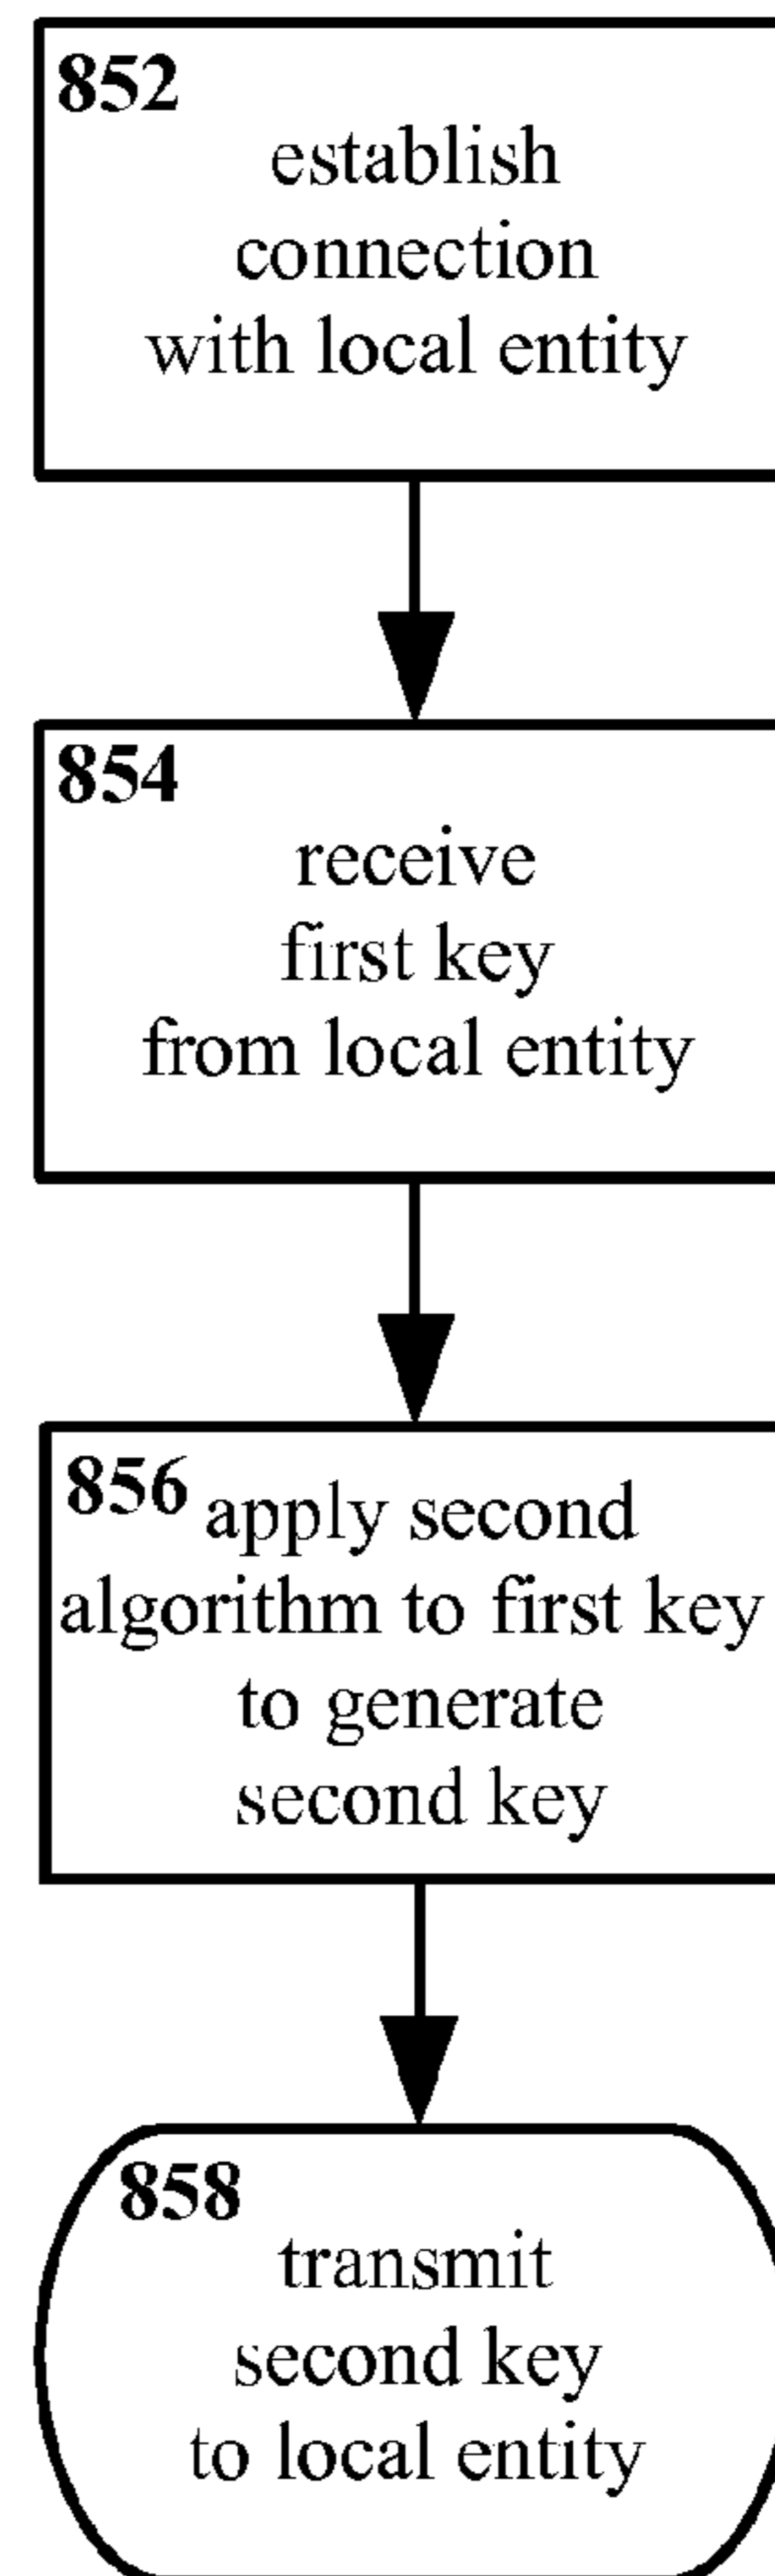 852
establish
connection
with local entity
854
receive
first key
from local entity
856 apply second
algorithm to first key
to generate
second key
858
transmit
second key
to local entity